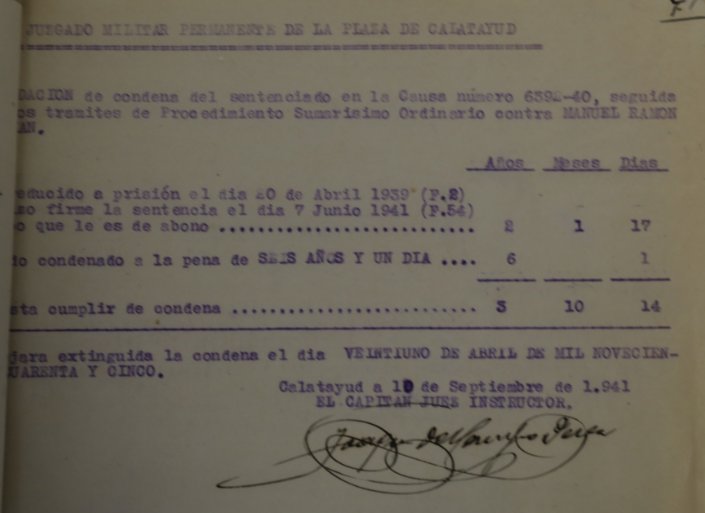 JUZGADO MILITAR PERMANENTE DE LA PLAZA DE CALATAYUD
DACION de condena del sentenciado en la Causa número 6392-40, seguida
os tramites de Procedimiento Sumarisimo Ordinario contra MANUEL RAMON
AN.
Años Meses Dias
educido a prisión el dia 20 de Abril 1939 (F.2)
zo firme la sentencia el dia 7 Junio 1941 (F.54)
o que le es de abono .......................... 2 1 17
do condenado a la pena de SEIS AÑOS Y UN DIA .... 6 1
sta cumplir de condena ......................... 3 10 14
dara extinguida la condena el dia VEINTIUNO DE ABRIL DE MIL NOVECIEN-
UARENTA Y CINCO.
Calatayud a 10 de Septiembre de 1.941
EL CAPITAN JUEZ INSTRUCTOR,